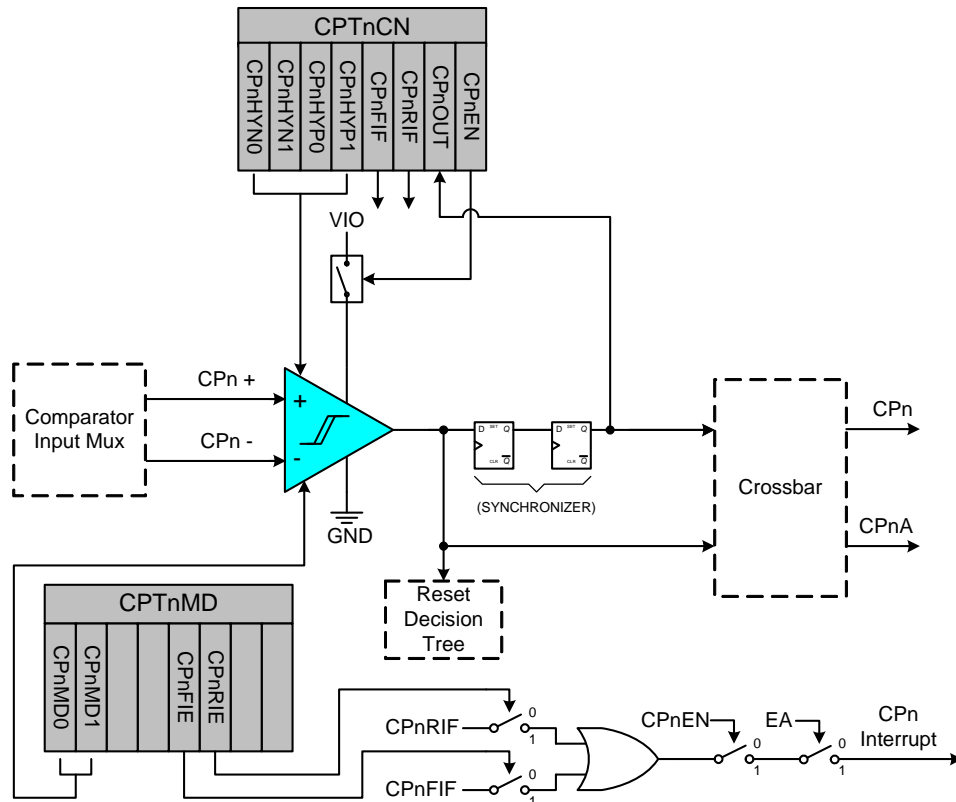 CPTnCN
CPnHYN0
CPnHYN1
CPnHYP0
CPnHYP1
CPnFIF
CPnRIF
CPnOUT
CPnEN
VIO
Comparator
Input Mux
CPn +
CPn -
+
-
GND
D SET Q
CLR Q
D SET Q
CLR Q
(SYNCHRONIZER)
Crossbar
CPn
CPnA
Reset
Decision
Tree
CPTnMD
CPnMD0
CPnMD1
CPnFIE
CPnRIE
CPnRIF
0
1
CPnFIF
0
1
CPnEN
0
1
EA
0
1
CPn
Interrupt